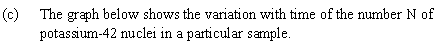 (c) The graph below shows the variation with time of the number N of
potassium-42 nuclei in a particular sample.